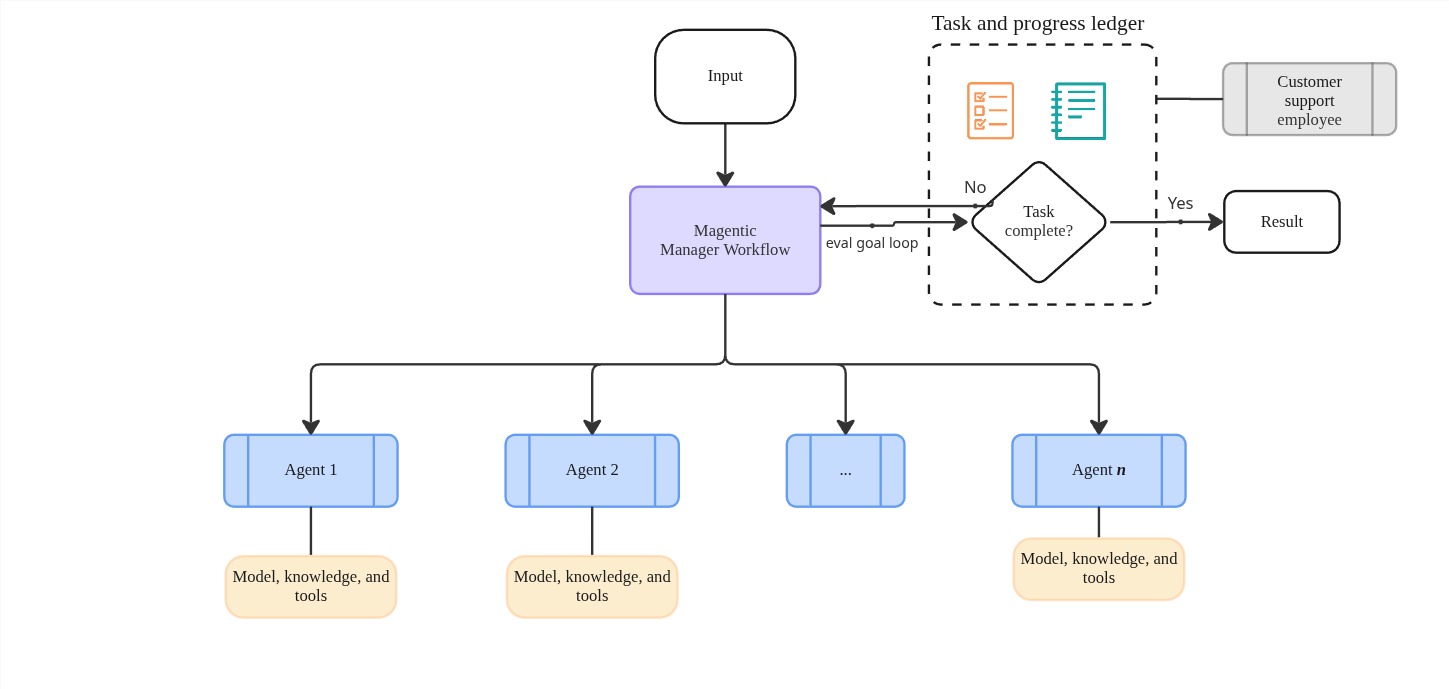 Task and progress ledger
Input
Customer
support
employee
No
Yes
Task
complete?
Result
Magentic
Manager Workflow
eval goal loop
Agent 1
Agent 2
...
Agent n
Model, knowledge, and
tools
Model, knowledge, and
tools
Model, knowledge, and
tools